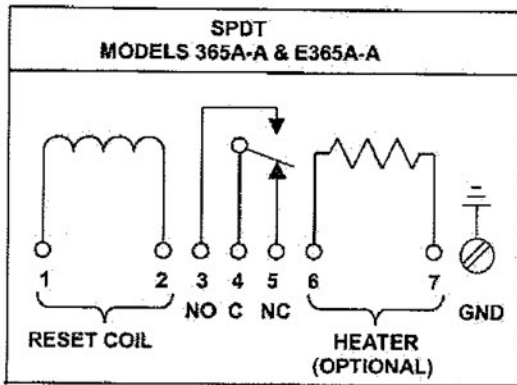 SPDT
MODELS 365A-A & E365A-A
1 2 3 4 5 6 7
NO C NC GND
RESET COIL HEATER
(OPTIONAL)